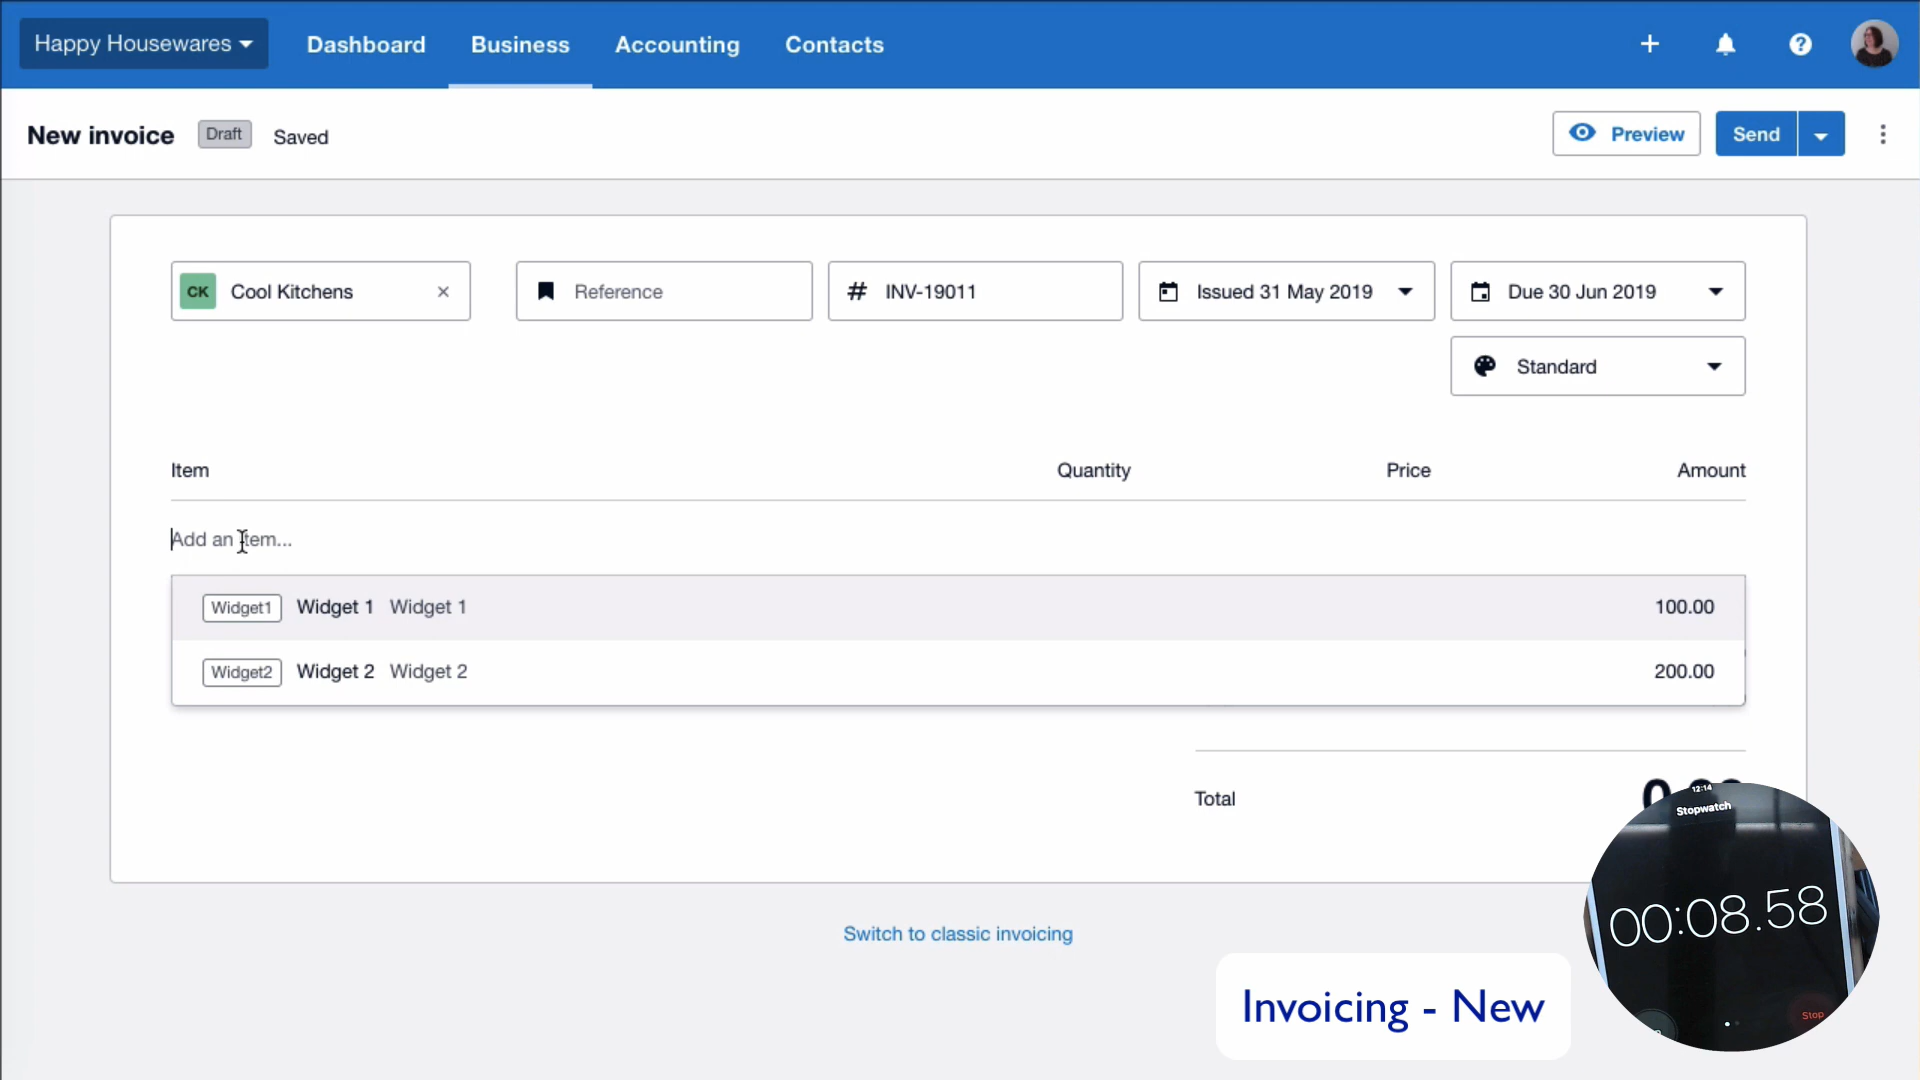 Happy Housewares
Dashboard
Business
Accounting
Contacts
New invoice
Draft
Saved
Preview
Send
CK
Cool Kitchens
Reference
# INV-19011
Issued 31 May 2019
Due 30 Jun 2019
Standard
Item
Quantity
Price
Amount
Add an item...
Widget1 Widget 1 Widget 1 100.00
Widget2 Widget 2 Widget 2 200.00
Total
12:14
Stopwatch
00:08.58
Stop
Switch to classic invoicing
Invoicing - New